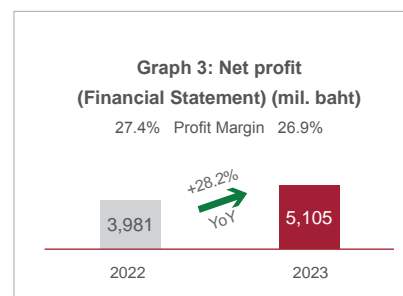 Graph 3: Net profit
(Financial Statement) (mil. baht)
27.4% Profit Margin 26.9%
+28.2%
YoY
3,981
5,105
2022
2023